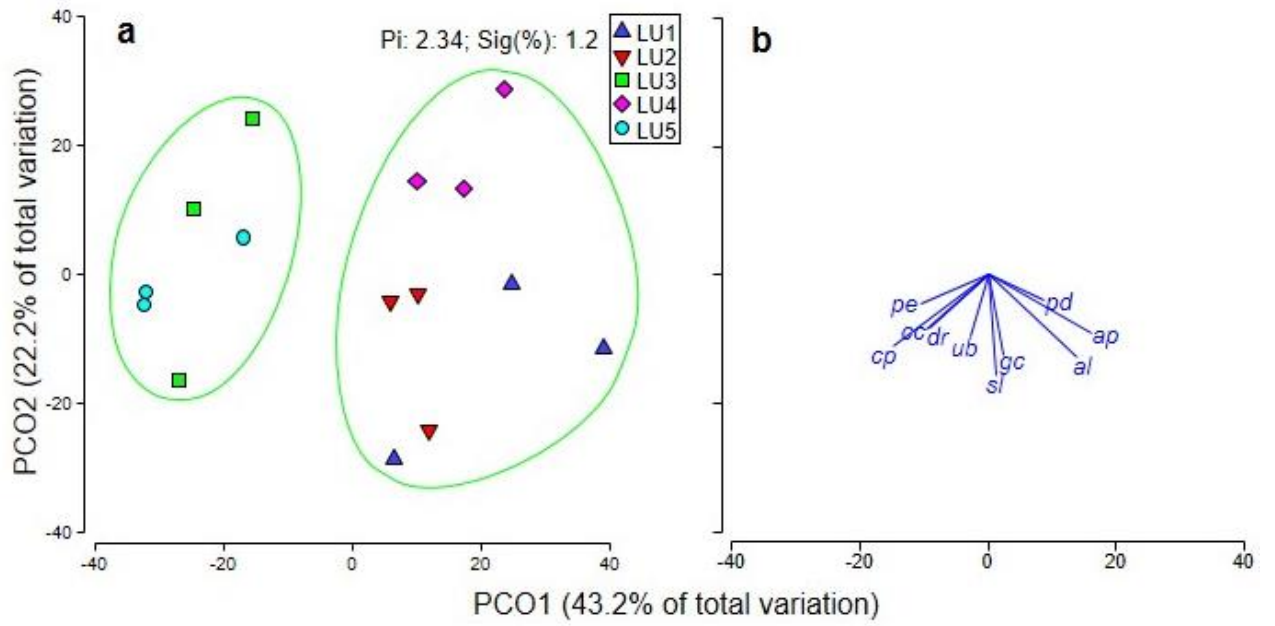 a
Pi: 2.34; Sig(%): 1.2
LU1
LU2
LU3
LU4
LU5
40
20
0
-20
-40
PCO2 (22.2% of total variation)
-40 -20 0 20 40
b
pe
cc dr
cp
ub
sl
gc
pd
ap
al
-40 -20 0 20 40
PCO1 (43.2% of total variation)